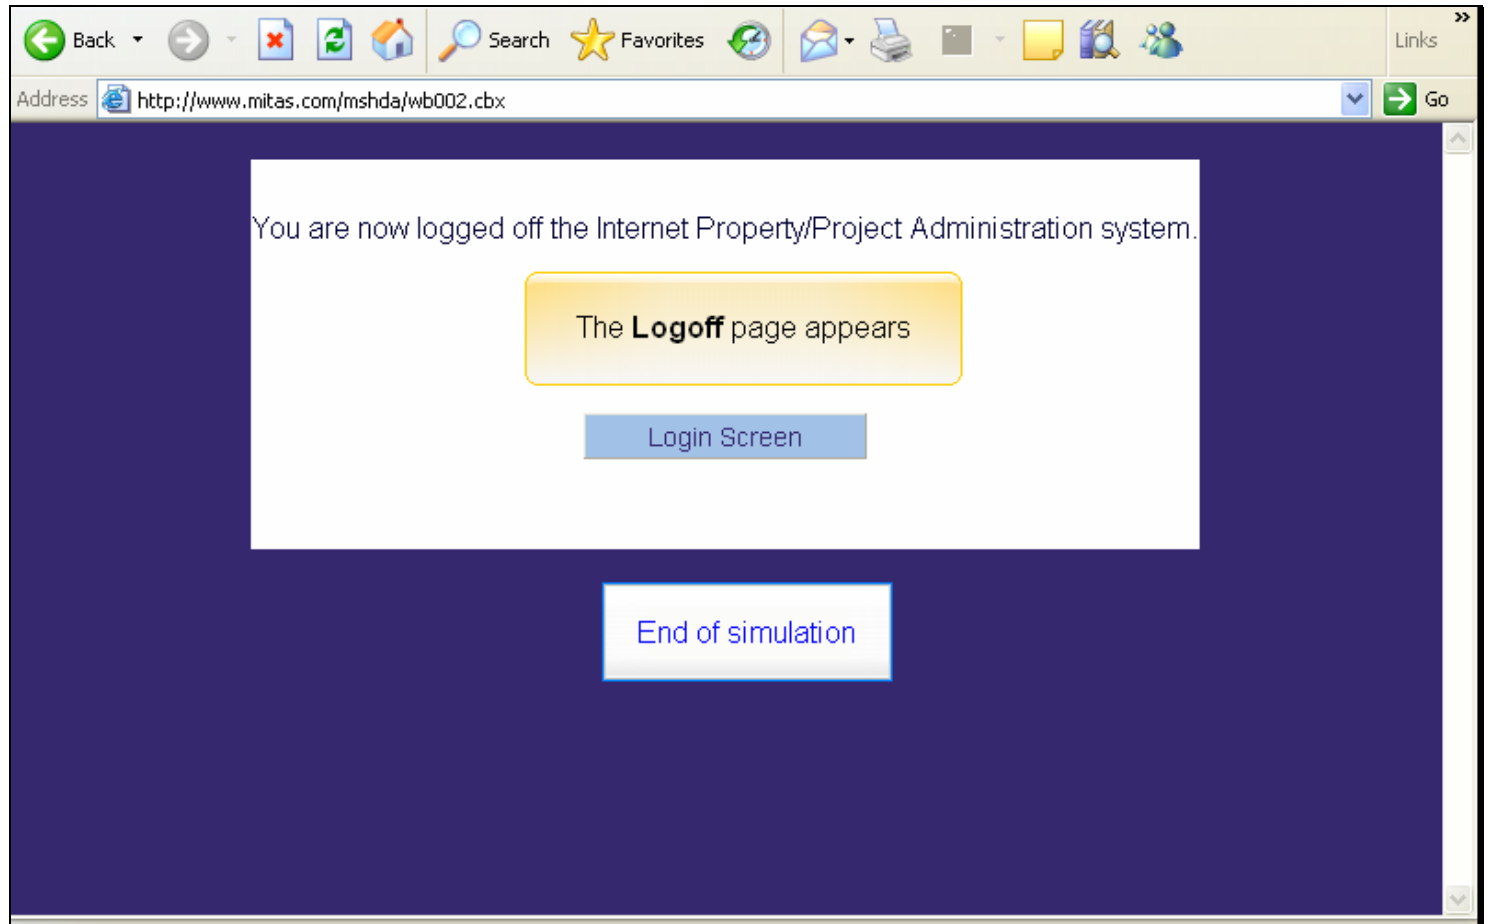 Back Search Favorites Links »
Address http://www.mitas.com/mshda/wb002.cbx Go
You are now logged off the Internet Property/Project Administration system.
The Logoff page appears
Login Screen
End of simulation